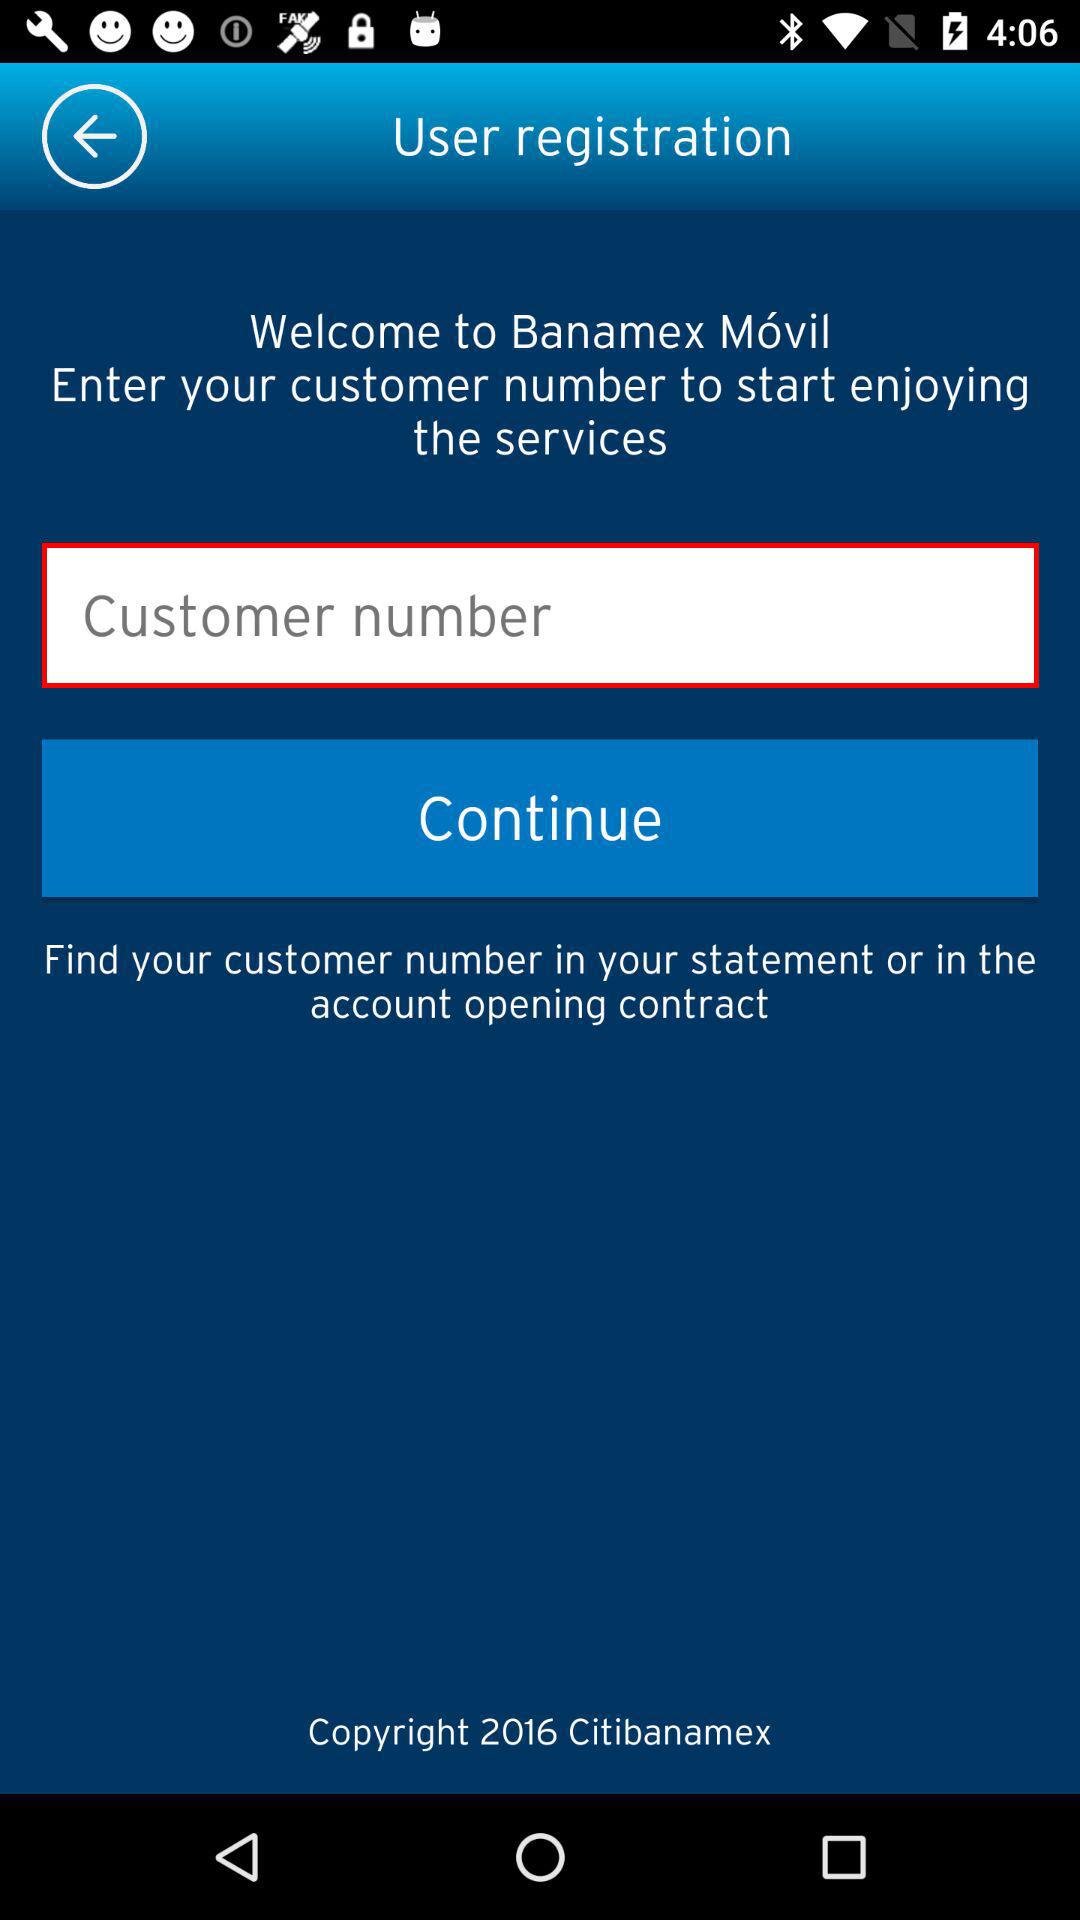 FAKE
4:06
User registration
Welcome to Banamex Móvil
Enter your customer number to start enjoying
the services
Customer number
Continue
Find your customer number in your statement or in the
account opening contract
Copyright 2016 Citibanamex